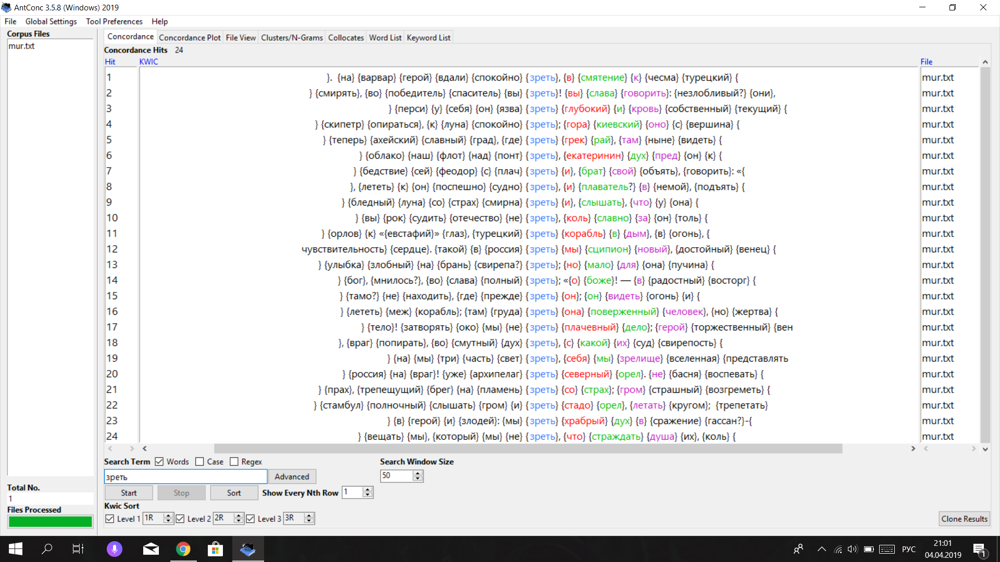 AntConc 3.5.8 (Windows) 2019
File Global Settings Tool Preferences Help
Corpus Files
mur.txt
Concordance Concordance Plot File View Clusters/N-Grams Collocates Word List Keyword List
Concordance Hits 24
Hit KWIC File
1 }. {на} {варвар} {герой} {вдали} {спокойно} {зреть}, {в} {смятение} {к} {чесма} {турецкий} { mur.txt
2 } {смирять}, {во} {победитель} {спаситель} {вы} {зреть}! {вы} {слава} {говорить}: {незлобливый?} {они}, mur.txt
3 } {перси} {у} {себя} {он} {язва} {зреть} {глубокий} {и} {кровь} {собственный} {текущий} { mur.txt
4 } {скипетр} {опираться}, {к} {луна} {спокойно} {зреть}; {гора} {киевский} {оно} {с} {вершина} { mur.txt
5 } {теперь} {ахейский} {славный} {град}, {где} {зреть} {грек} {рай}, {там} {ныне} {видеть} { mur.txt
6 } {облако} {наш} {флот} {над} {понт} {зреть}, {екатеринин} {дух} {пред} {он} {к} { mur.txt
7 } {бедствие} {сей} {феодор} {с} {плач} {зреть} {и}, {брат} {свой} {объять}, {говорить}: «{ mur.txt
8 }, {лететь} {к} {он} {поспешно} {судно} {зреть}, {и} {плаватель?} {в} {немой}, {подъять} { mur.txt
9 } {бледный} {луна} {со} {страх} {смирна} {зреть} {и}, {слышать}, {что} {у} {она} { mur.txt
10 } {вы} {рок} {судить} {отечество} {не} {зреть}, {коль} {славно} {за} {он} {толь} { mur.txt
11 } {орлов} {к} «{евстафий}» {глаз}, {турецкий} {зреть} {корабль} {в} {дым}, {в} {огонь}, { mur.txt
12 чувствительность} {сердце}. {такой} {в} {россия} {зреть} {мы} {сципион} {новый}, {достойный} {венец} { mur.txt
13 } {улыбка} {злобный} {на} {брань} {свирепа?} {зреть}; {но} {мало} {для} {она} {пучина} { mur.txt
14 } {бог}, {мнилось?}, {во} {слава} {полный} {зреть}; «{о} {боже}! — {в} {радостный} {восторг} { mur.txt
15 } {тамо?} {не} {находить}, {где} {прежде} {зреть} {он}; {он} {видеть} {огонь} {и} { mur.txt
16 } {лететь} {меж} {корабль}; {там} {груда} {зреть} {она} {поверженный} {человек}, {но} {жертва} { mur.txt
17 } {тело}! {затворять} {око} {мы} {не} {зреть} {плачевный} {дело}; {герой} {торжественный} {вен mur.txt
18 }, {враг} {попирать}, {во} {смутный} {дух} {зреть}, {с} {какой} {их} {суд} {свирепость} { mur.txt
19 } {на} {мы} {три} {часть} {свет} {зреть}, {себя} {мы} {зрелище} {вселенная} {представлять mur.txt
20 } {россия} {на} {враг}! {уже} {архипелаг} {зреть} {северный} {орел}. {не} {басня} {воспевать} { mur.txt
21 } {прах}, {трепещущий} {брег} {на} {пламень} {зреть} {со} {страх}; {гром} {страшный} {возгреметь} { mur.txt
22 } {стамбул} {полночный} {слышать} {гром} {и} {зреть} {стадо} {орел}, {летать} {кругом}; {трепетать} mur.txt
23 } {в} {герой} {и} {злодей}: {мы} {зреть} {храбрый} {дух} {в} {сражение} {гассан?}-{ mur.txt
24 } {вещать} {мы}, {который} {мы} {не} {зреть}, {что} {страждать} {душа} {их}, {коль} { mur.txt
Search Term Words Case Regex Search Window Size
зреть Advanced 50
Total No.
1
Start Stop Sort Show Every Nth Row 1
Files Processed
Kwic Sort
Level 1 1R Level 2 2R Level 3 3R Clone Results
РУС 21:01
04.04.2019 1